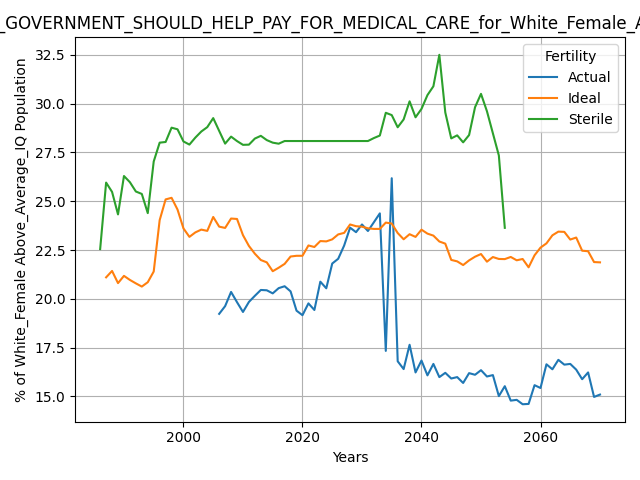 _GOVERNMENT_SHOULD_HELP_PAY_FOR_MEDICAL_CARE_for_White_Female_A
% of White_Female Above_Average_IQ Population
32.5
30.0
27.5
25.0
22.5
20.0
17.5
15.0
Fertility
Actual
Ideal
Sterile
2000
2020
2040
2060
Years